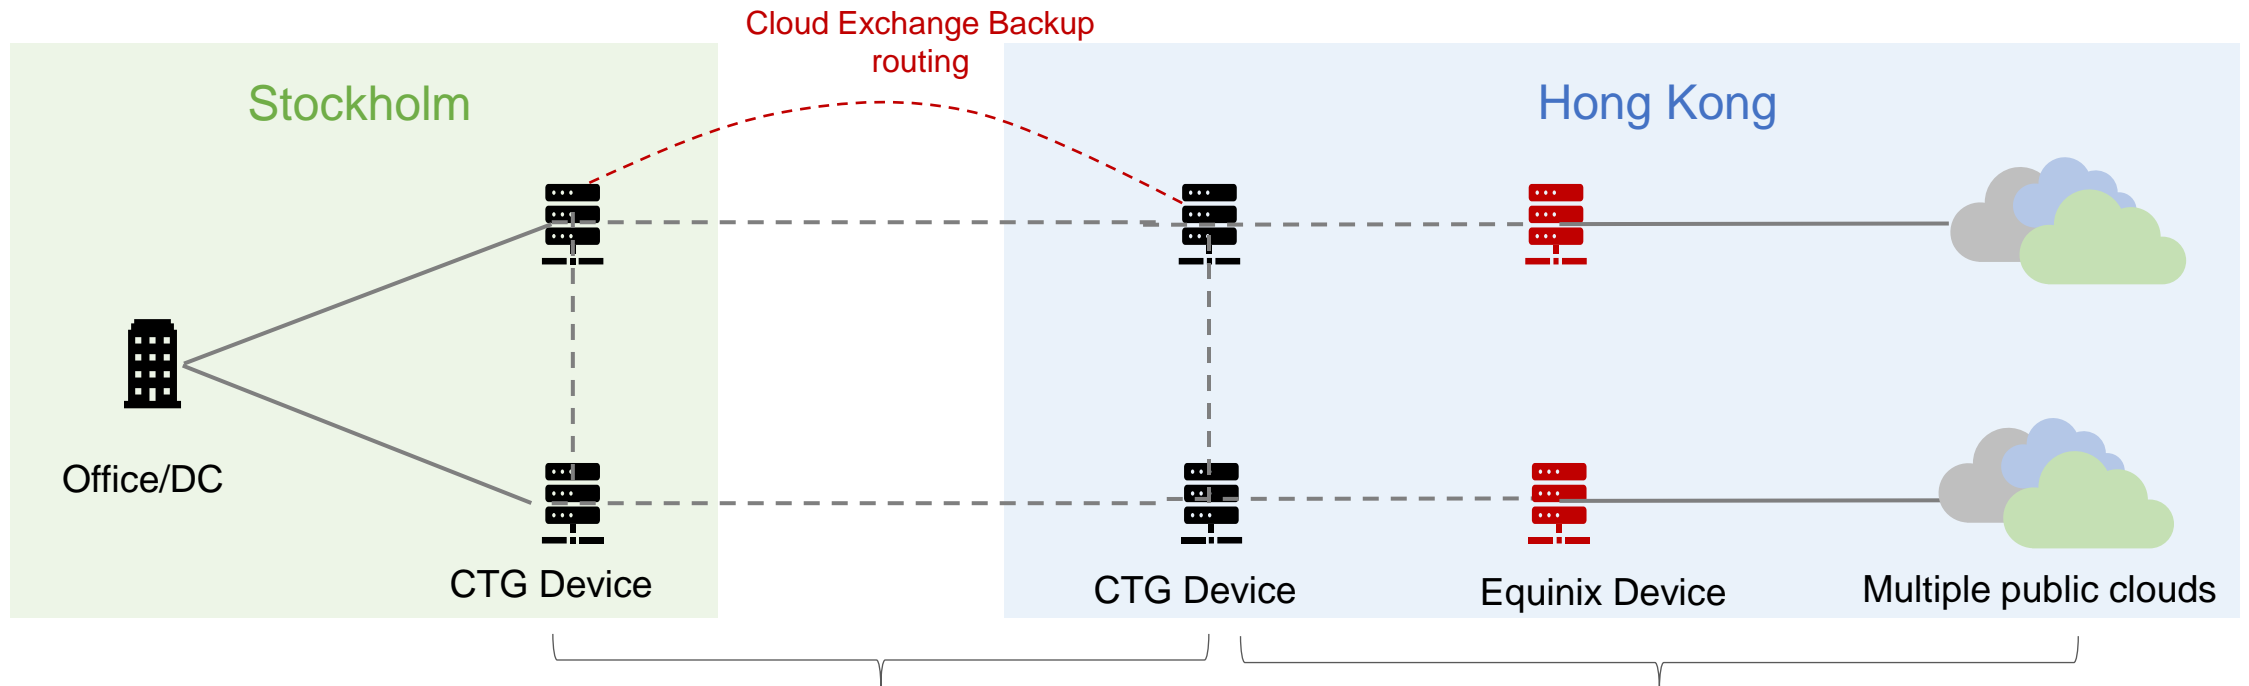 Cloud Exchange Backup
routing
Stockholm
Hong Kong
Office/DC
CTG Device
CTG Device
Equinix Device
Multiple public clouds